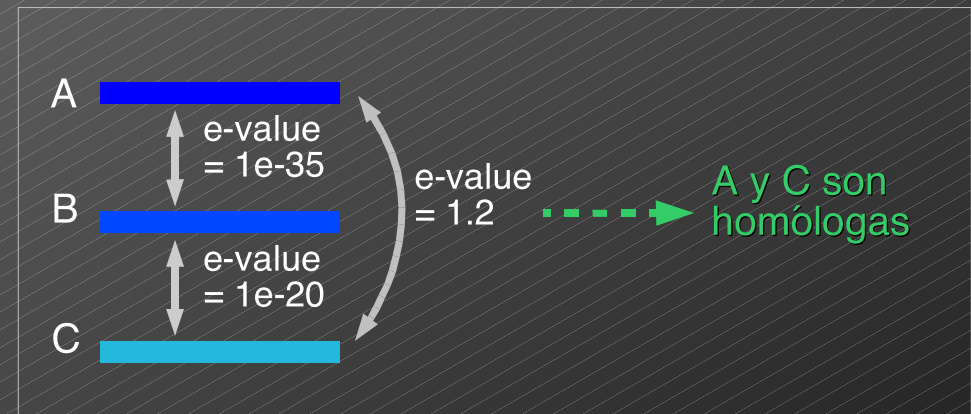 A
e-value
= 1e-35
B
e-value
= 1e-20
C
e-value
= 1.2
A y C son
homólogas